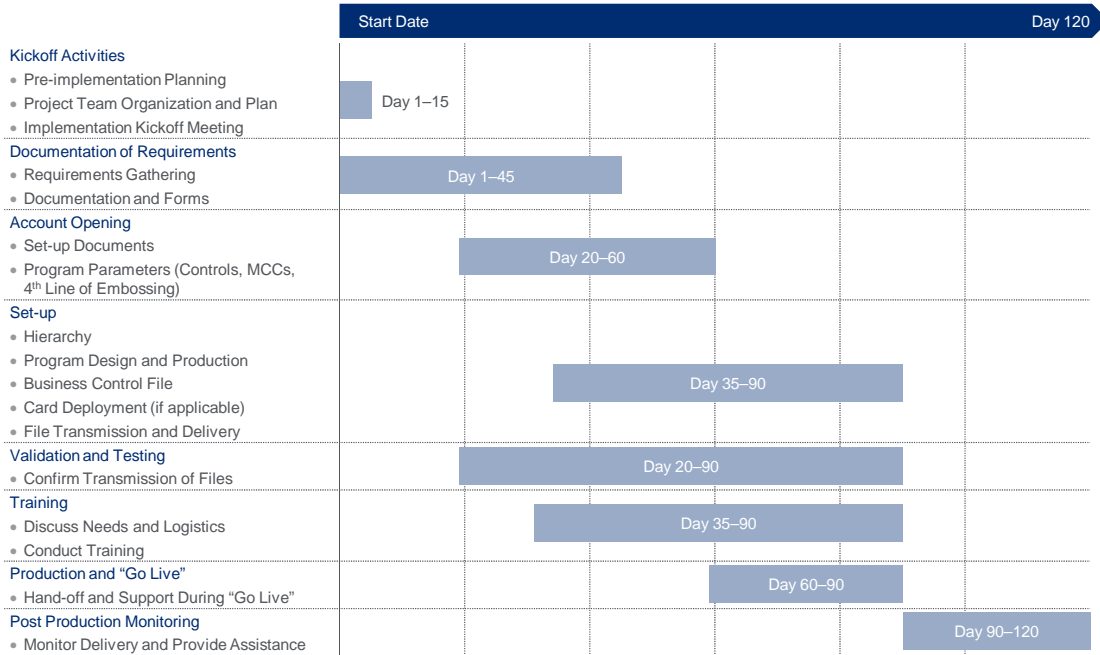 Start Date Day 120
Kickoff Activities
• Pre-implementation Planning
• Project Team Organization and Plan
Day 1–15
• Implementation Kickoff Meeting
Documentation of Requirements
• Requirements Gathering
Day 1–45
• Documentation and Forms
Account Opening
• Set-up Documents
Day 20–60
• Program Parameters (Controls, MCCs,
4th Line of Embossing)
Set-up
• Hierarchy
• Program Design and Production
• Business Control File
Day 35–90
• Card Deployment (if applicable)
• File Transmission and Delivery
Validation and Testing
Day 20–90
• Confirm Transmission of Files
Training
• Discuss Needs and Logistics
Day 35–90
• Conduct Training
Production and “Go Live”
Day 60–90
• Hand-off and Support During “Go Live”
Post Production Monitoring
Day 90–120
• Monitor Delivery and Provide Assistance